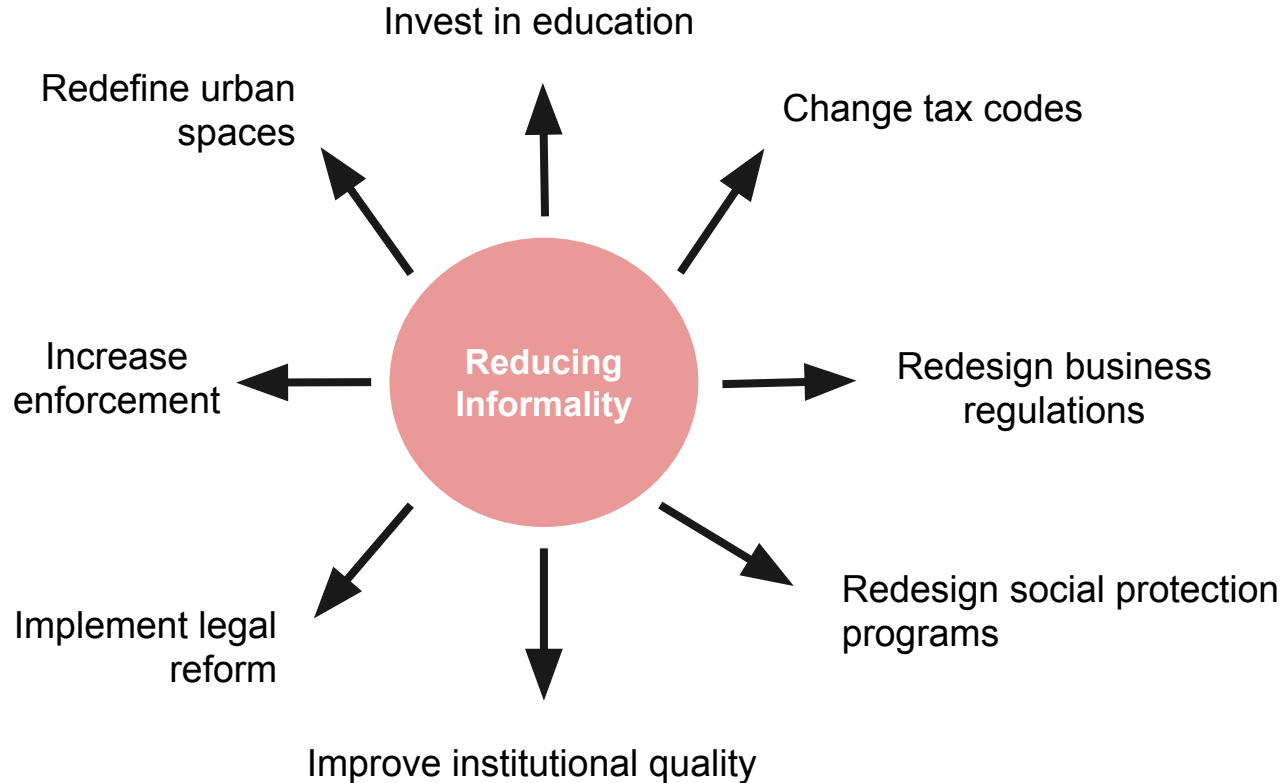 Invest in education
Redefine urban
spaces
Change tax codes
Increase
enforcement
Reducing
Informality
Redesign business
regulations
Implement legal
reform
Redesign social protection
programs
Improve institutional quality